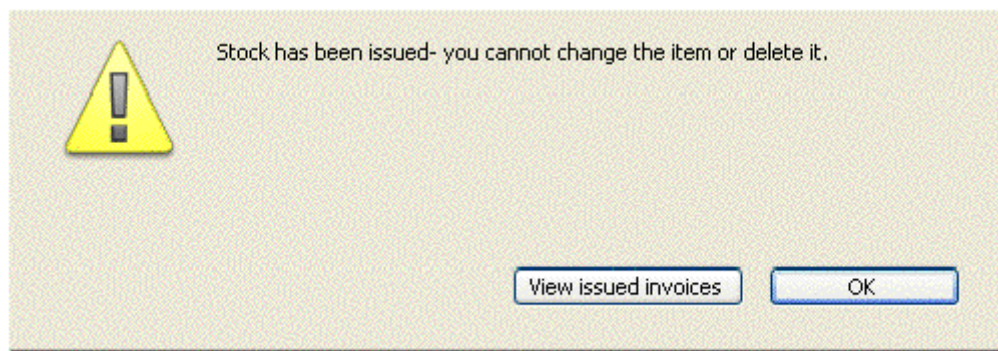 Stock has been issued- you cannot change the item or delete it.
View issued invoices
OK